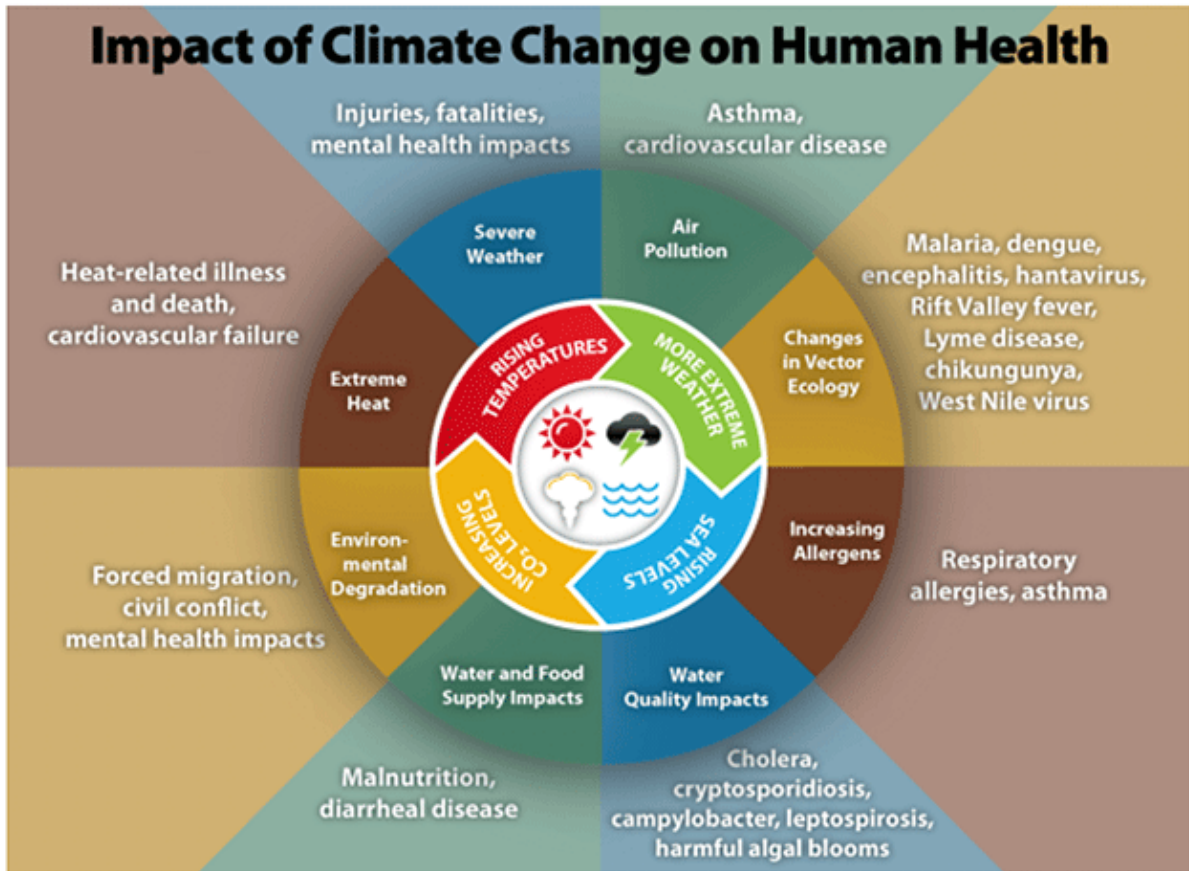 Impact of Climate Change on Human Health
Injuries, fatalities,
mental health impacts
Asthma,
cardiovascular disease
Severe
Weather
Air
Pollution
Heat-related illness
and death,
cardiovascular failure
Malaria, dengue,
encephalitis, hantavirus,
Rift Valley fever,
Lyme disease,
chikungunya,
West Nile virus
Extreme
Heat
Changes
in Vector
Ecology
RISING
TEMPERATURES
MORE EXTREME
WEATHER
INCREASING
CO₂ LEVELS
RISING
SEA LEVELS
Environ-
mental
Degradation
Increasing
Allergens
Forced migration,
civil conflict,
mental health impacts
Respiratory
allergies, asthma
Water and Food
Supply Impacts
Water
Quality Impacts
Malnutrition,
diarrheal disease
Cholera,
cryptosporidiosis,
campylobacter, leptospirosis,
harmful algal blooms